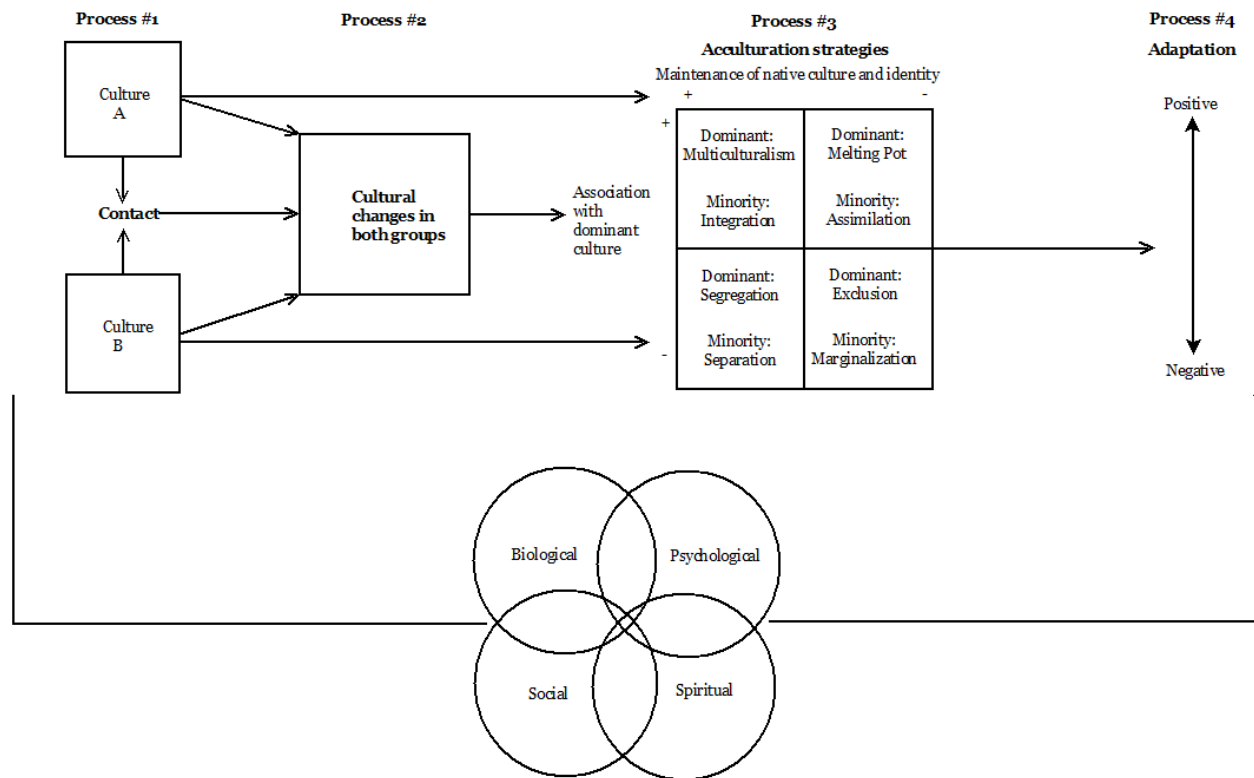 Process #1
Process #2
Process #3
Process #4
Acculturation strategies
Adaptation
Maintenance of native culture and identity
+
-
Culture
A
Contact
Culture
B
Cultural
changes in
both groups
Association
with
dominant
culture
+
-
Dominant:
Multiculturalism
Minority:
Integration
Dominant:
Melting Pot
Minority:
Assimilation
Dominant:
Segregation
Minority:
Separation
Dominant:
Exclusion
Minority:
Marginalization
Positive
Negative
Biological
Psychological
Social
Spiritual